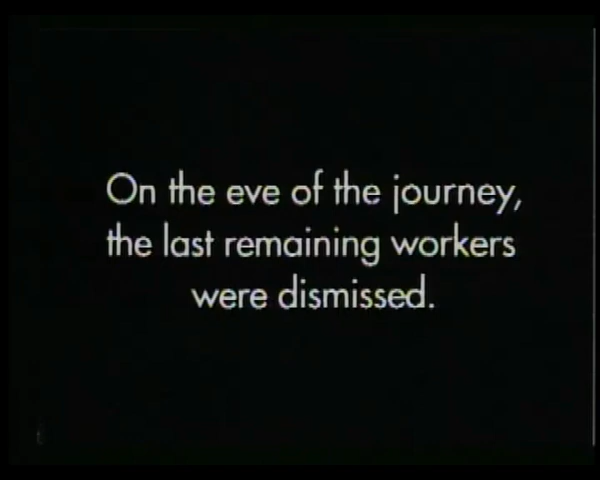 On the eve of the journey,
the last remaining workers
were dismissed.